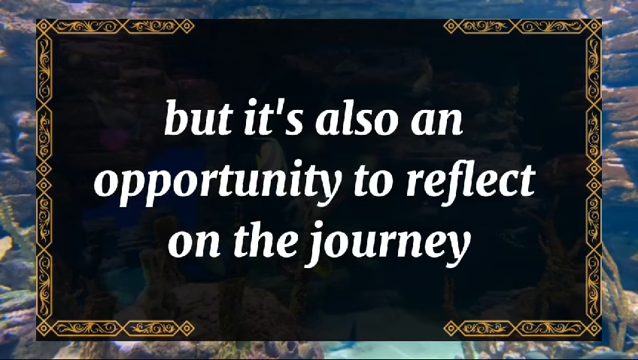 but it's also an
opportunity to reflect
on the journey